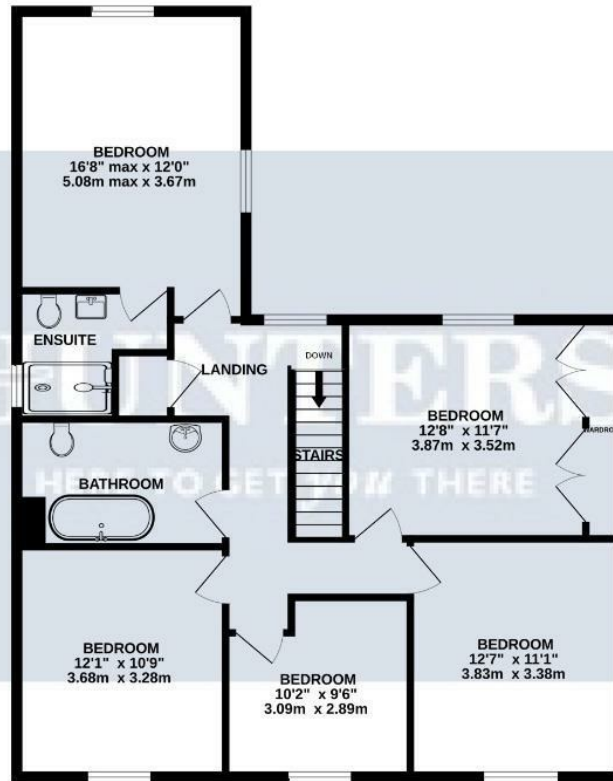 BEDROOM
16'8" max x 12'0"
5.08m max x 3.67m
ENSUITE
LANDING
DOWN
HUNTERS
BEDROOM
12'8" x 11'7"
3.87m x 3.52m
STAIRS
BATHROOM
HERE TO GET you THERE
BEDROOM
12'1" x 10'9"
3.68m x 3.28m
BEDROOM
10'2" x 9'6"
3.09m x 2.89m
BEDROOM
12'7" x 11'1"
3.83m x 3.38m